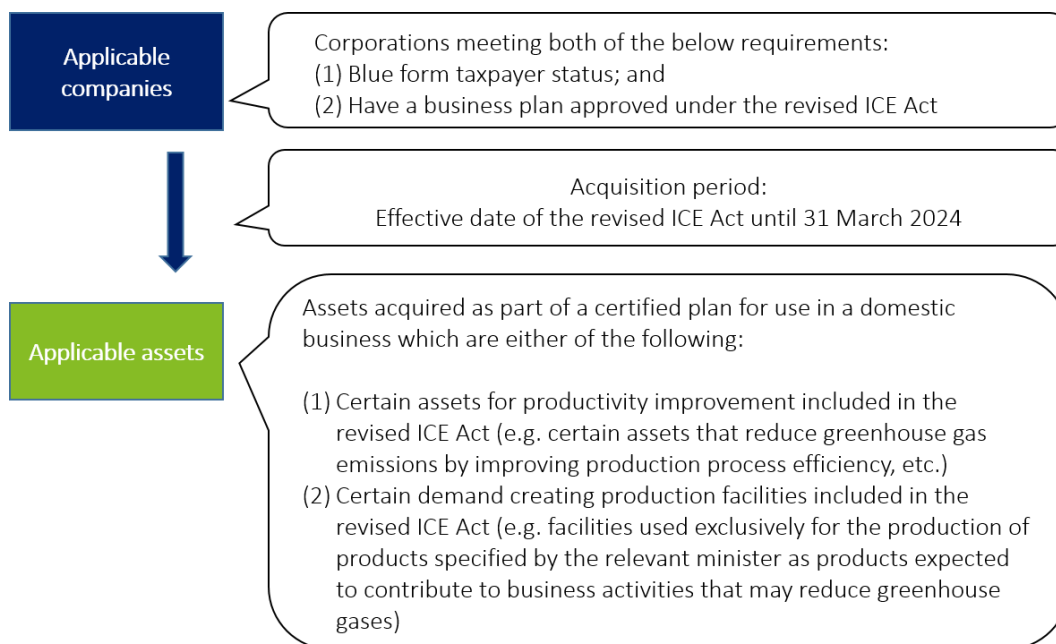 Applicable
companies
Corporations meeting both of the below requirements:
(1) Blue form taxpayer status; and
(2) Have a business plan approved under the revised ICE Act
Acquisition period:
Effective date of the revised ICE Act until 31 March 2024
Applicable assets
Assets acquired as part of a certified plan for use in a domestic
business which are either of the following:
(1) Certain assets for productivity improvement included in the
revised ICE Act (e.g. certain assets that reduce greenhouse gas
emissions by improving production process efficiency, etc.)
(2) Certain demand creating production facilities included in the
revised ICE Act (e.g. facilities used exclusively for the production of
products specified by the relevant minister as products expected
to contribute to business activities that may reduce greenhouse
gases)